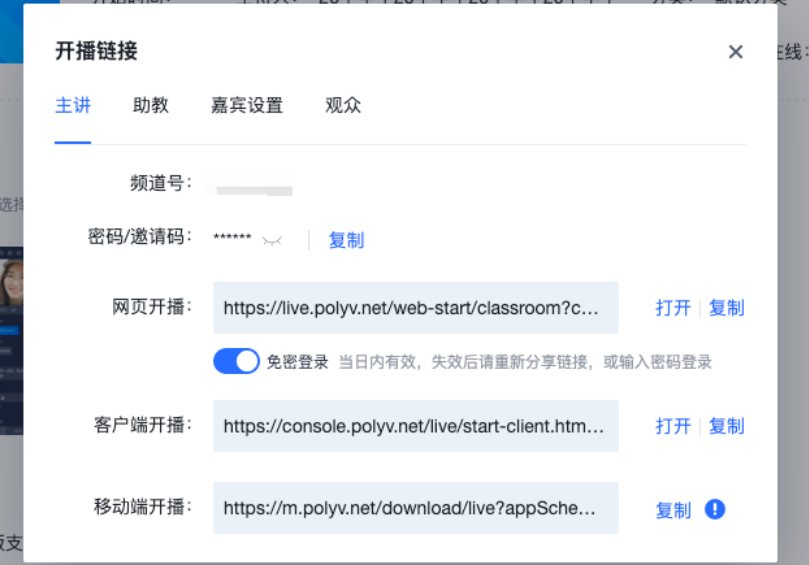 开播链接
主讲 助教 嘉宾设置 观众
频道号：
密码/邀请码： ****** 复制
网页开播： https://live.polyv.net/web-start/classroom?c... 打开 复制
免密登录 当日内有效，失效后请重新分享链接，或输入密码登录
客户端开播： https://console.polyv.net/live/start-client.htm... 打开 复制
移动端开播： https://m.polyv.net/download/live?appSche... 复制